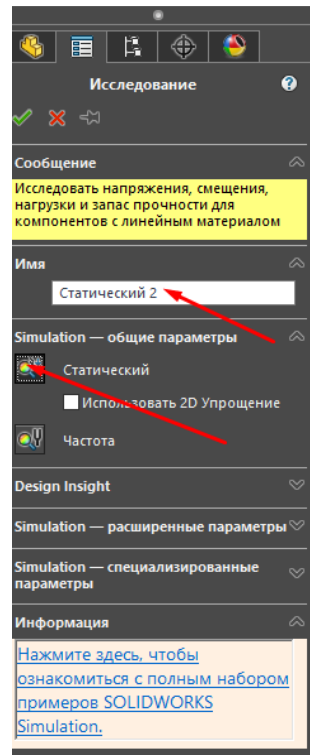 Исследование
Сообщение
Исследовать напряжения, смещения,
нагрузки и запас прочности для
компонентов с линейным материалом
Имя
Статический 2
Simulation — общие параметры
Статический
Использовать 2D Упрощение
Частота
Design Insight
Simulation — расширенные параметры
Simulation — специализированные
параметры
Информация
Нажмите здесь, чтобы
ознакомиться с полным набором
примеров SOLIDWORKS
Simulation.